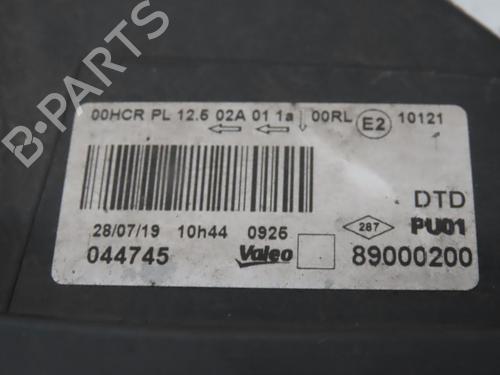 00HCR PL 12.5 02A 01 1a 00RL E2 10121
DTD
287 PU01
28/07/19 10h44 0925
044745 Valeo 89000200
B-PARTS